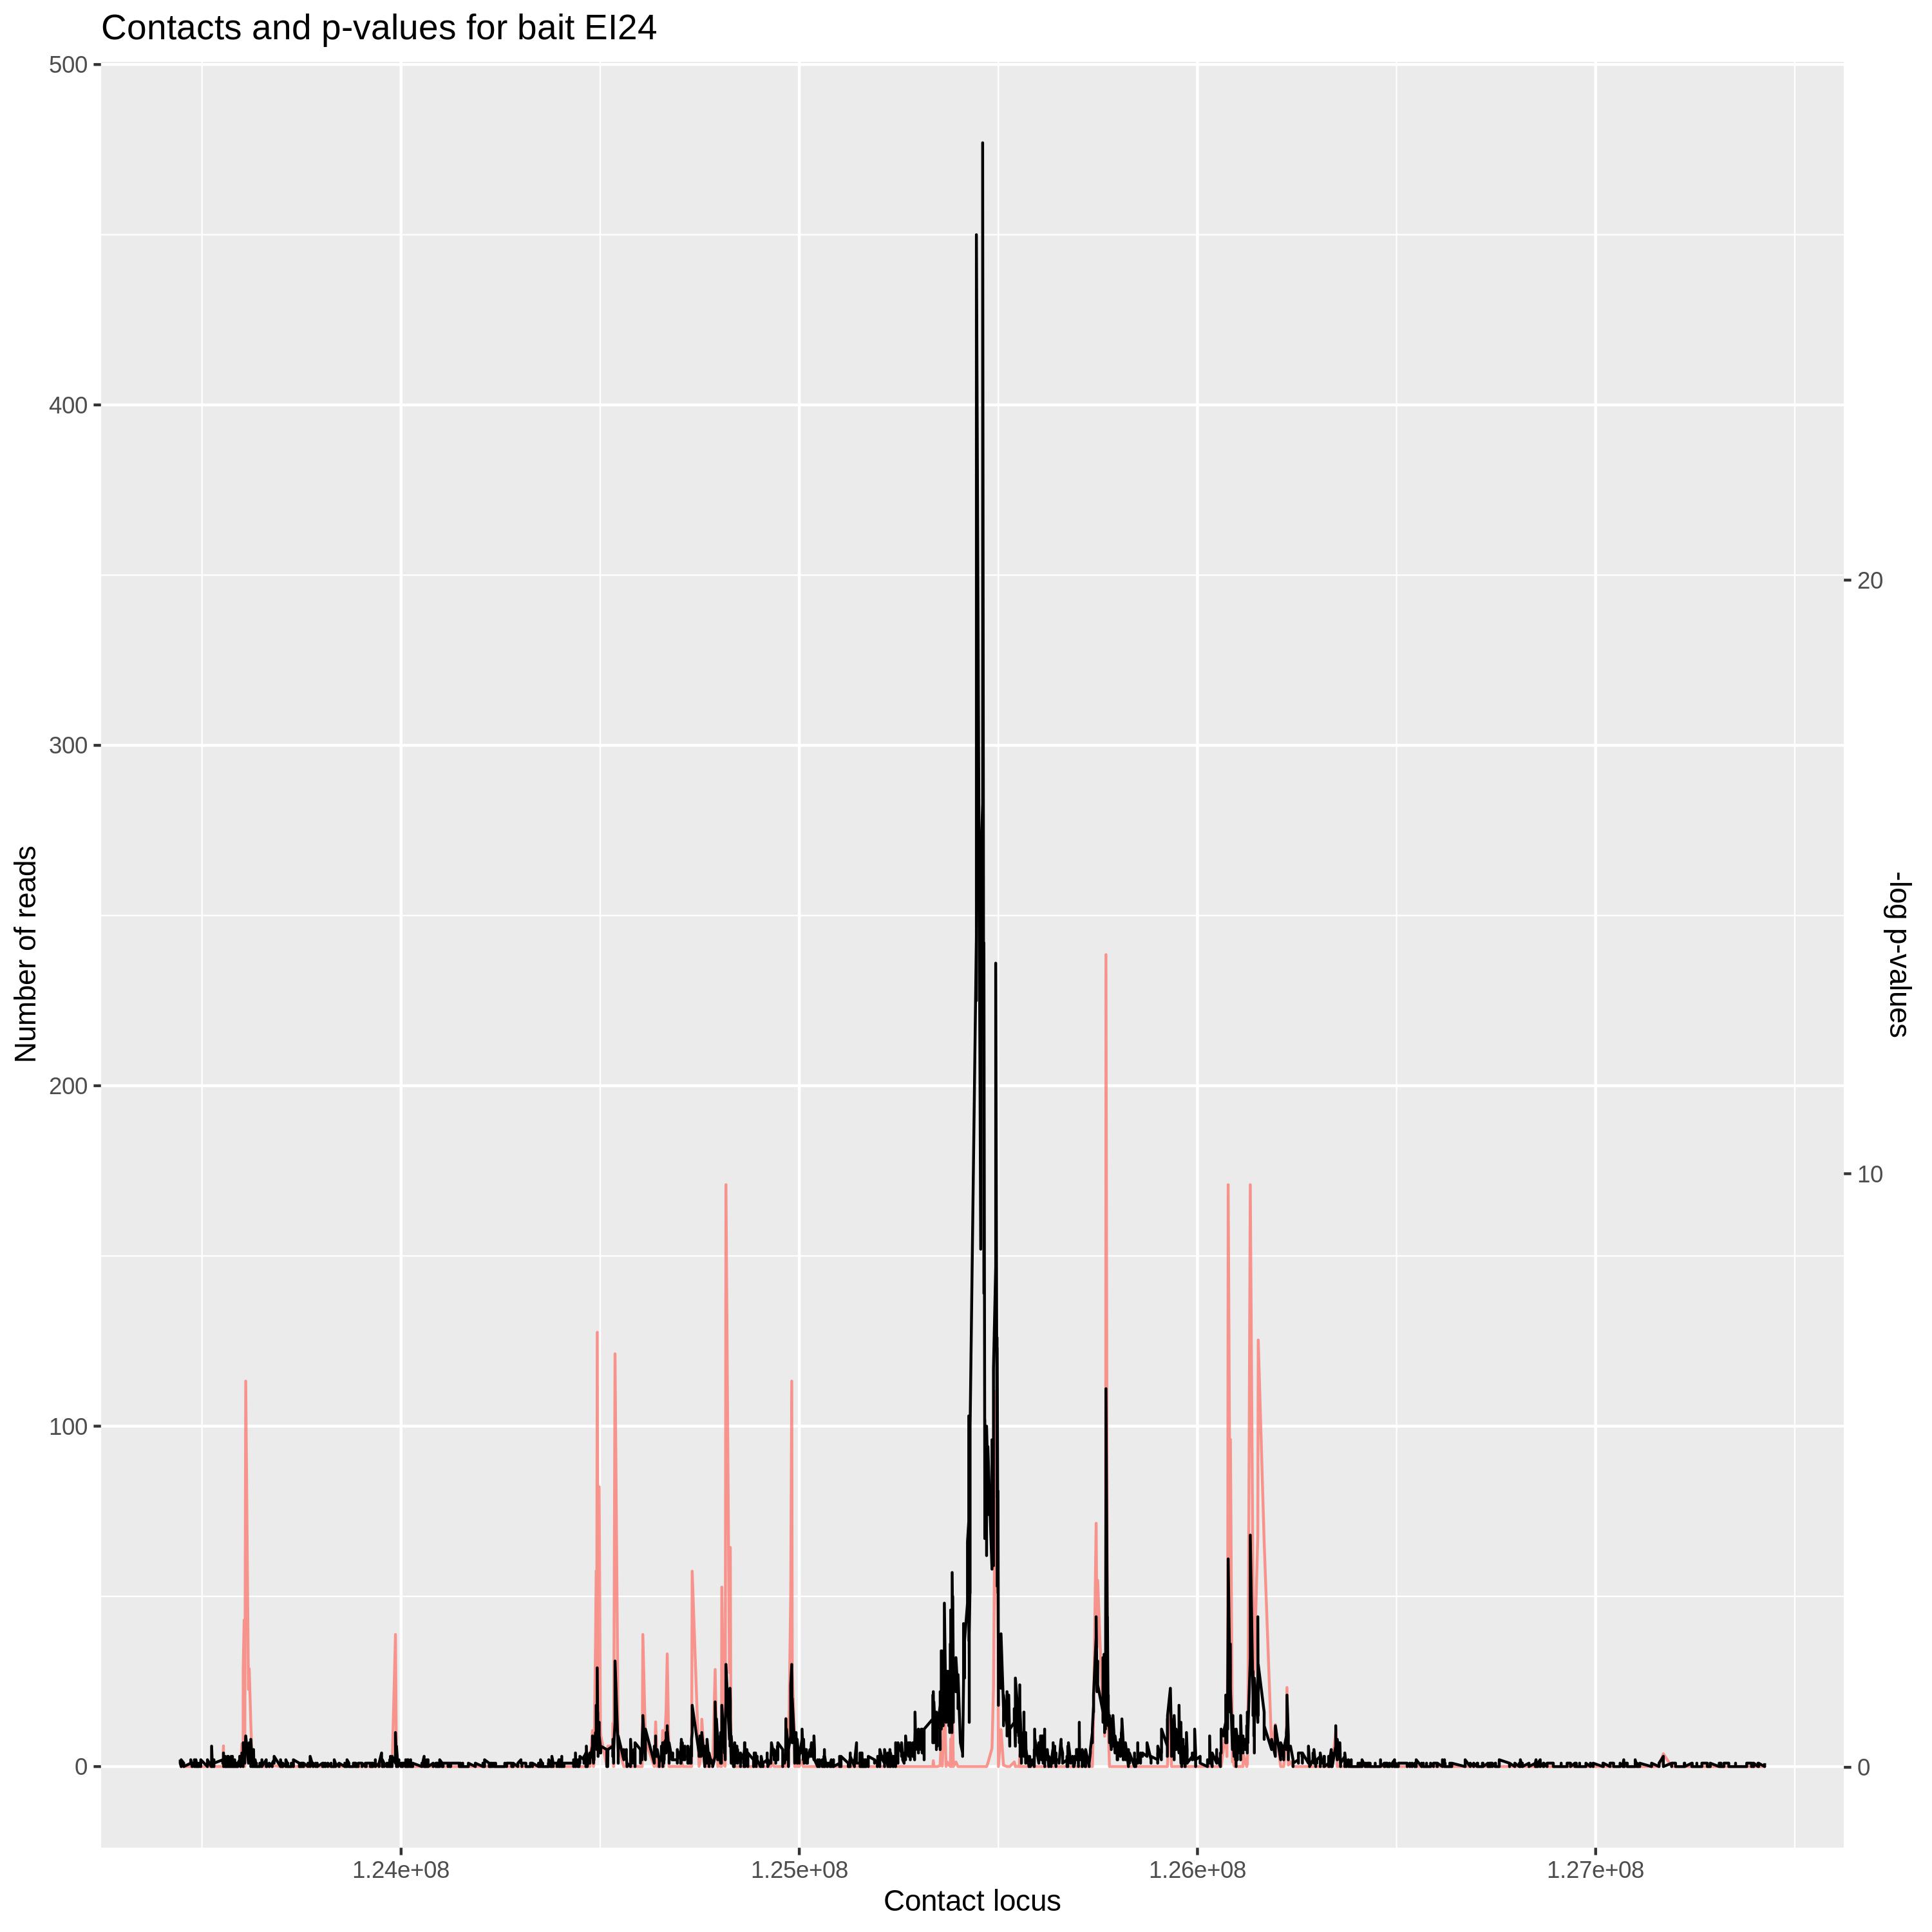 Contacts and p-values for bait EI24
500
400
300
200
100
0
Number of reads
20
10
0
-log p-values
1.24e+08
1.25e+08
1.26e+08
1.27e+08
Contact locus